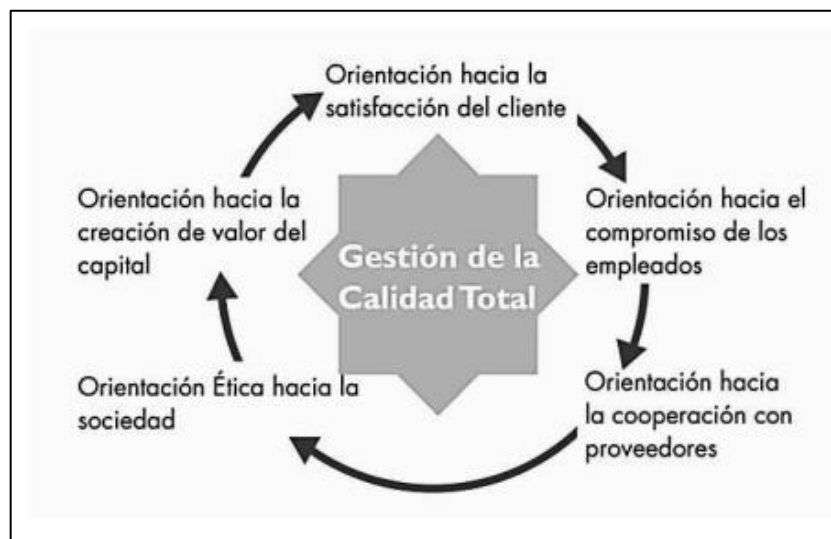 Orientación hacia la
satisfacción del cliente
Orientación hacia el
compromiso de los
empleados
Orientación hacia
la cooperación con
proveedores
Orientación Ética hacia la
sociedad
Orientación hacia la
creación de valor del
capital
Gestión de la
Calidad Total